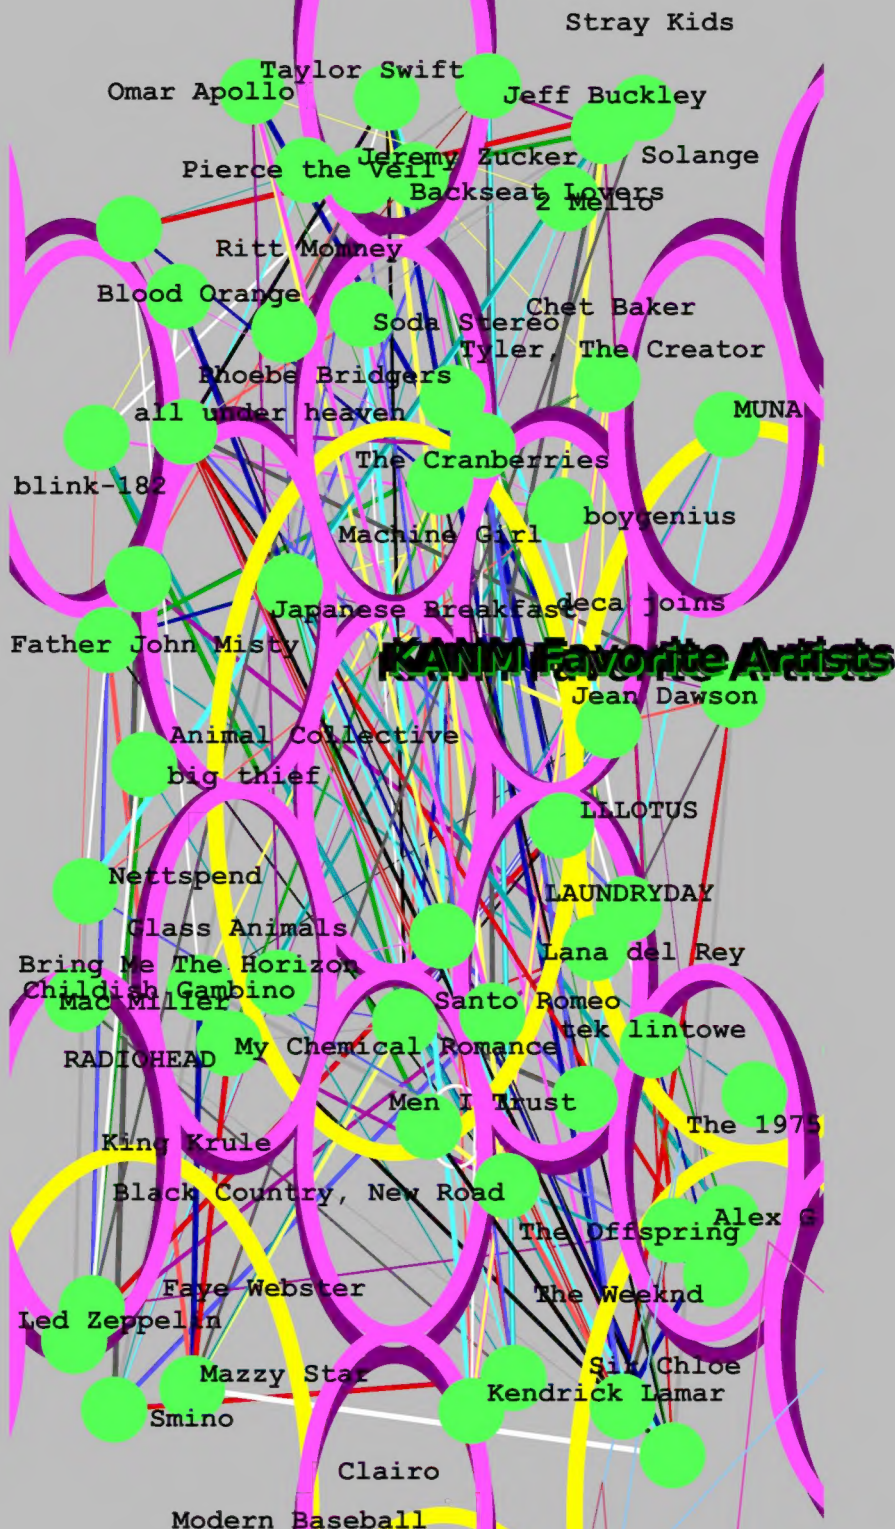 Stray Kids
Taylor Swift
Omar Apollo
Jeff Buckley
Jeremy Zucker
Solange
Pierce the Veil
Backseat Lovers
2 Mello
Ritt Momney
Blood Orange
Chet Baker
Soda Stereo
Tyler, The Creator
Phoebe Bridgers
all under heaven
MUNA
The Cranberries
blink-182
boygenius
Machine Girl
deca joins
Japanese Breakfast
Father John Misty
KANM Favorite Artists
Jean Dawson
Animal Collective
big thief
LLLOTUS
Nettspend
LAUNDRYDAY
Glass Animals
Lana del Rey
Bring Me The Horizon
Childish Gambino
Mac Miller
Santo Romeo
tek lintowe
My Chemical Romance
RADIOHEAD
Men I Trust
The 1975
King Krule
Black Country, New Road
Alex G
The Offspring
Faye Webster
The Weeknd
Led Zeppelin
Sir Chloe
Mazzy Star
Kendrick Lamar
Smino
Clairo
Modern Baseball